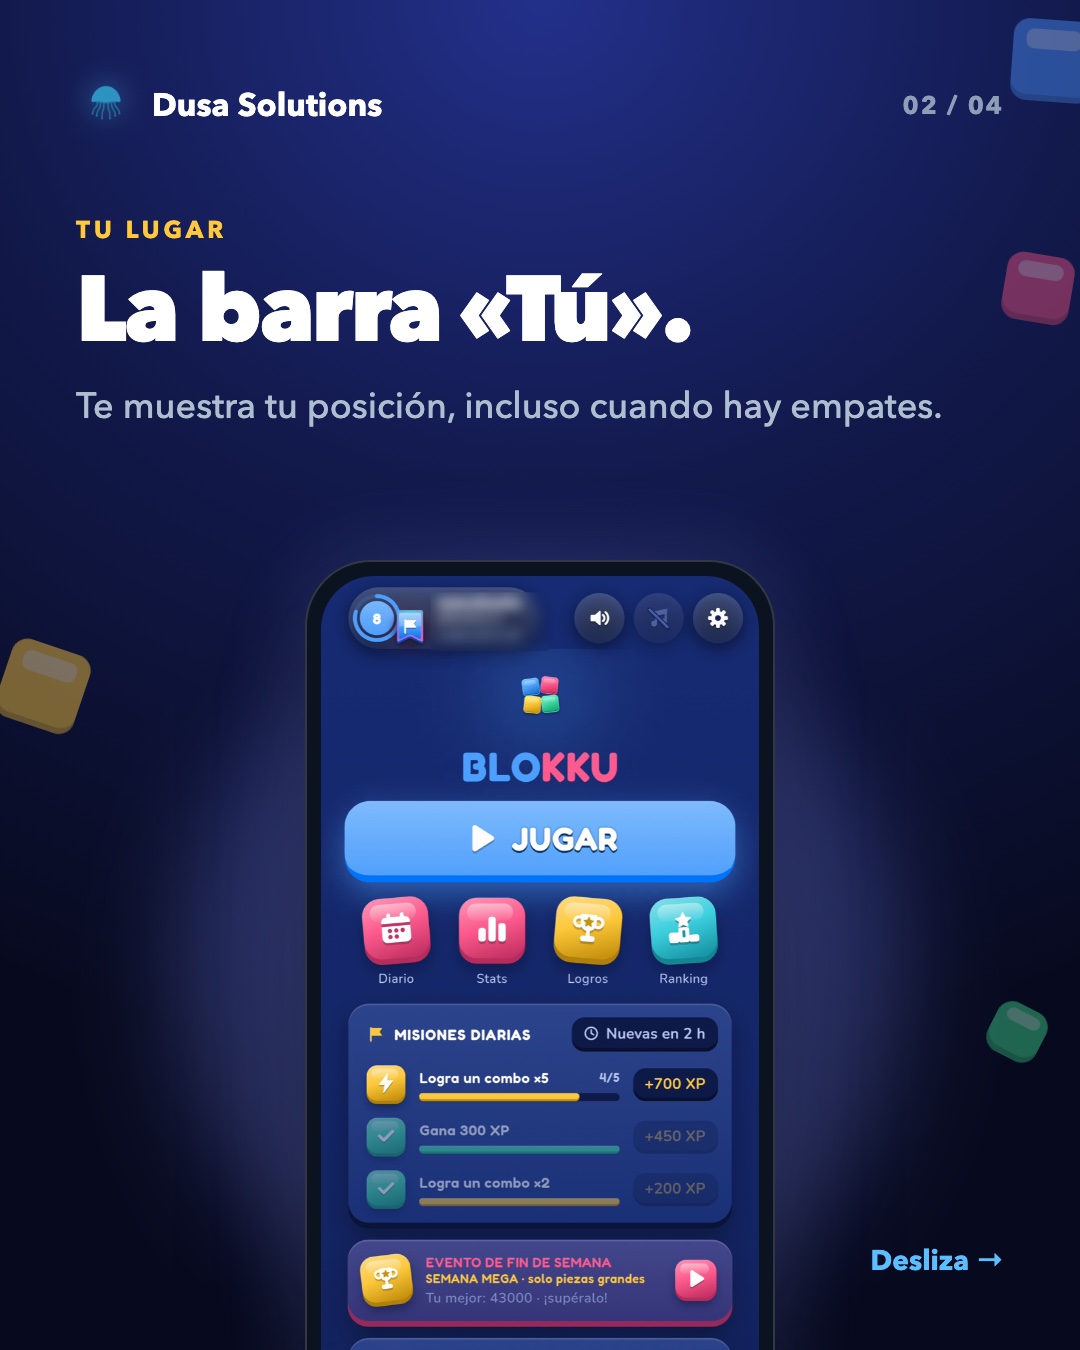 Dusa Solutions
02 / 04
TU LUGAR
La barra «Tú».
Te muestra tu posición, incluso cuando hay empates.
8
BLOKKU
JUGAR
Diario
Stats
Logros
Ranking
MISIONES DIARIAS
Nuevas en 2 h
Logra un combo ×5
4/5
+700 XP
Gana 300 XP
+450 XP
Logra un combo ×2
+200 XP
EVENTO DE FIN DE SEMANA
SEMANA MEGA · solo piezas grandes
Tu mejor: 43000 · ¡supéralo!
Desliza →